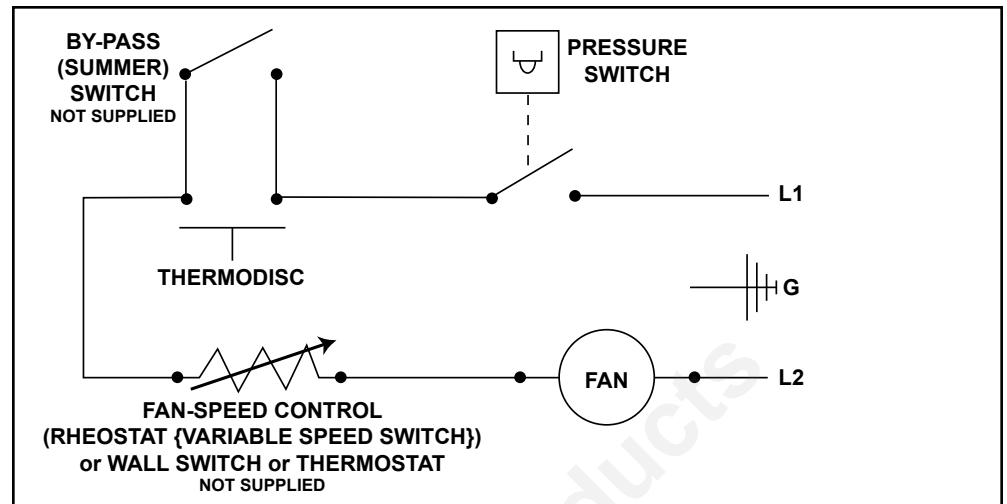 BY-PASS
(SUMMER)
SWITCH
NOT SUPPLIED
PRESSURE
SWITCH
L1
THERMODISC
G
FAN
L2
FAN-SPEED CONTROL
(RHEOSTAT {VARIABLE SPEED SWITCH})
or WALL SWITCH or THERMOSTAT
NOT SUPPLIED